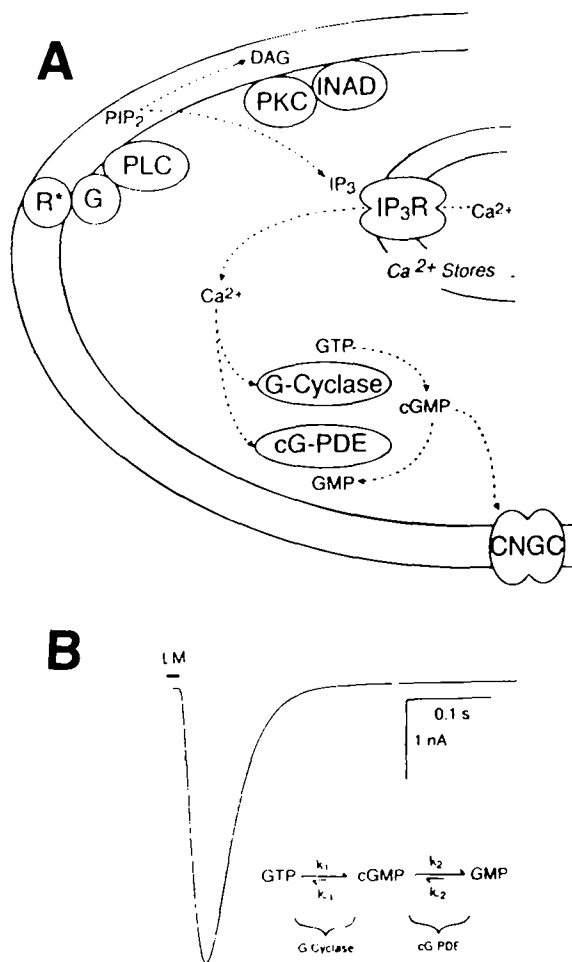 A
DAG
PKC INAD
PIP2
PLC
IP3
R* G
IP3R
Ca2+
Ca2+ Stores
Ca2+
GTP
G-Cyclase
cGMP
cG-PDE
GMP
CNGC
B
LM
0.1 s
1 nA
k1 k2
GTP cGMP GMP
k-1 k-2
G Cyclase cG PDE